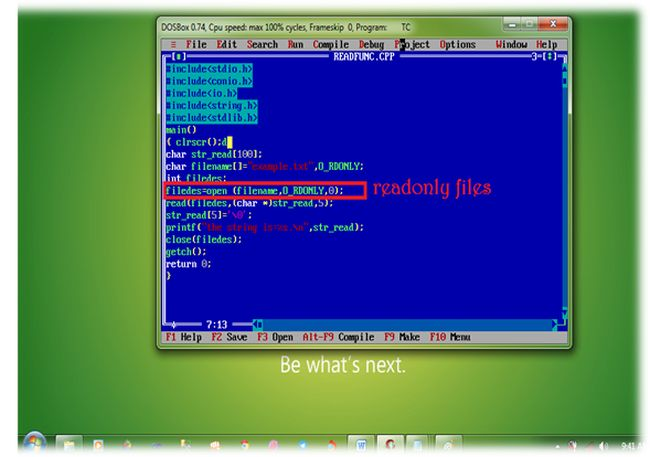 DOSBox 0.74, Cpu speed: max 100% cycles, Frameskip 0, Program: TC
≡ File Edit Search Run Compile Debug Project Options Window Help
READFUNC.CPP 3
#include<stdio.h>
#include<conio.h>
#include<io.h>
#include<string.h>
#include<stdlib.h>
main()
{ clrscr();d
char str_read[100];
char filename[]="example.txt",O_RDONLY;
int filedes;
filedes=open (filename,O_RDONLY,0); readonly files
read(filedes,(char *)str_read,5);
str_read[5]='\0';
printf("the string is=%s.\n",str_read);
close(filedes);
getch();
return 0;
}
7:13
F1 Help F2 Save F3 Open Alt-F9 Compile F9 Make F10 Menu
Be what's next.